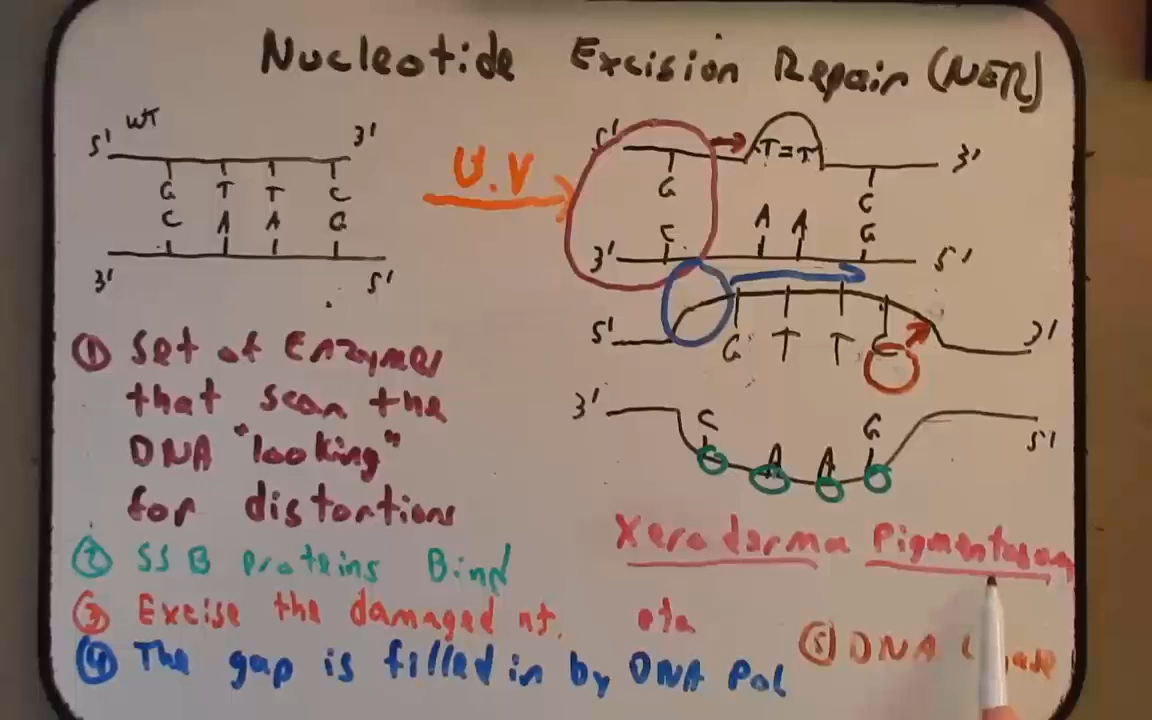 Nucleotide Excision Repair (NER)
5' WT 3'
G T T C
C A A G
3' 5'
U.V
5' T=T 3'
G C
C A A G
3' 5'
5' G T T C 3'
3' C A A G 5'
① Set of Enzymes
that scan the
DNA "looking"
for distortions
② SSB Proteins Bind
③ Excise the damaged nt.
④ The gap is filled in by DNA Pol
Xeroderma Pigmentosum
⑤ DNA